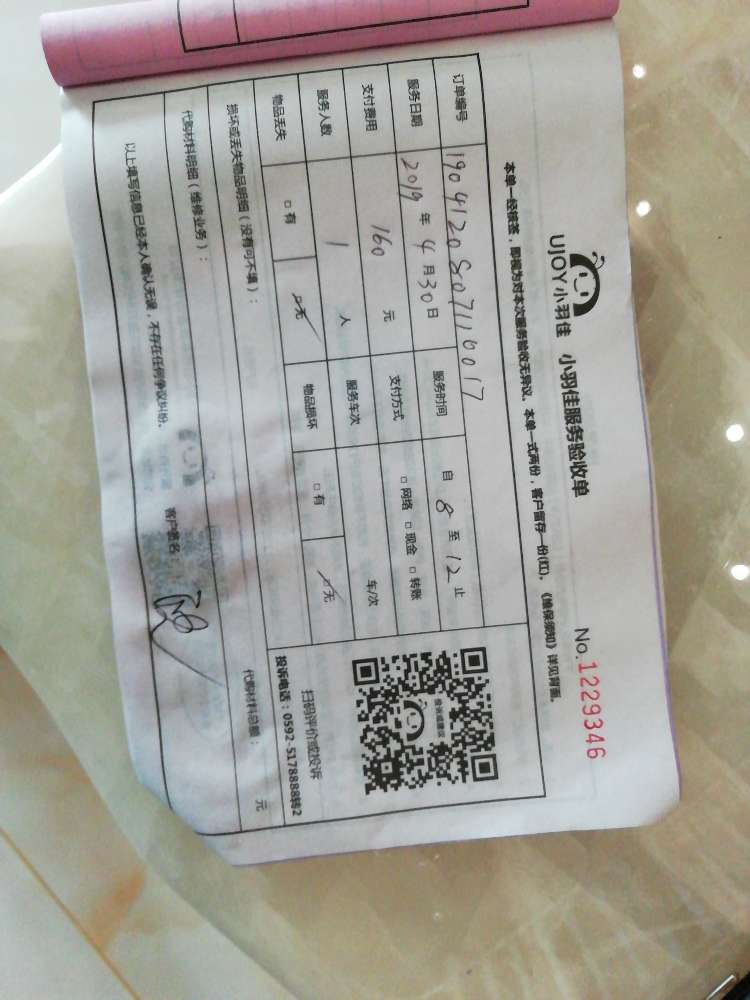 UJOY小羽佳 小羽佳服务验收单
No.1229346
本单一经核签，即视为对本次服务验收无异议。本单一式两份，客户留存一份(红)。《维保须知》详见背面。
订单编号 190412080711 0017
服务日期 2019 年 4 月 30 日 服务时间 自 8 至 12 止
支付费用 160 元 支付方式 □网络 □现金 □转账
服务人数 1 人 服务车次 车/次
物品丢失 □有 □无 物品损坏 □有 □无
损坏或丢失物品明细（没有可不填）：
代购材料明细（维修业务）： 代购材料总额： 元
以上填写信息已经本人确认无误，不存在任何争议纠纷。 客户签名：
扫码评价或投诉
投诉电话：0592-5178888转2